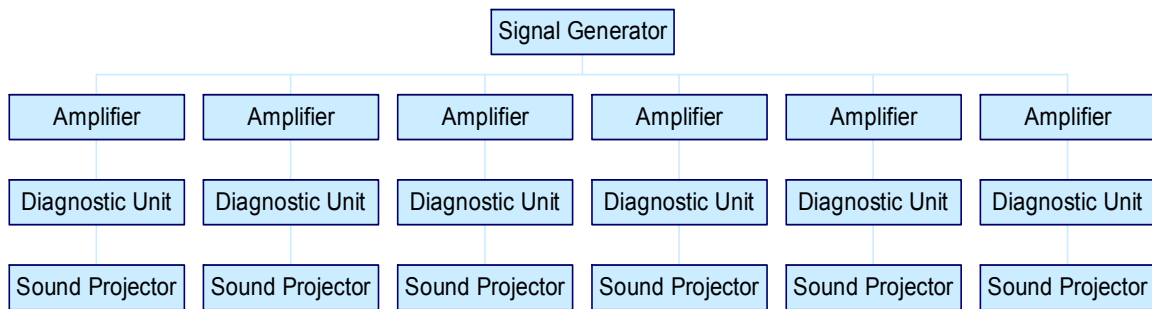 Signal Generator
Amplifier Amplifier Amplifier Amplifier Amplifier Amplifier
Diagnostic Unit Diagnostic Unit Diagnostic Unit Diagnostic Unit Diagnostic Unit Diagnostic Unit
Sound Projector Sound Projector Sound Projector Sound Projector Sound Projector Sound Projector